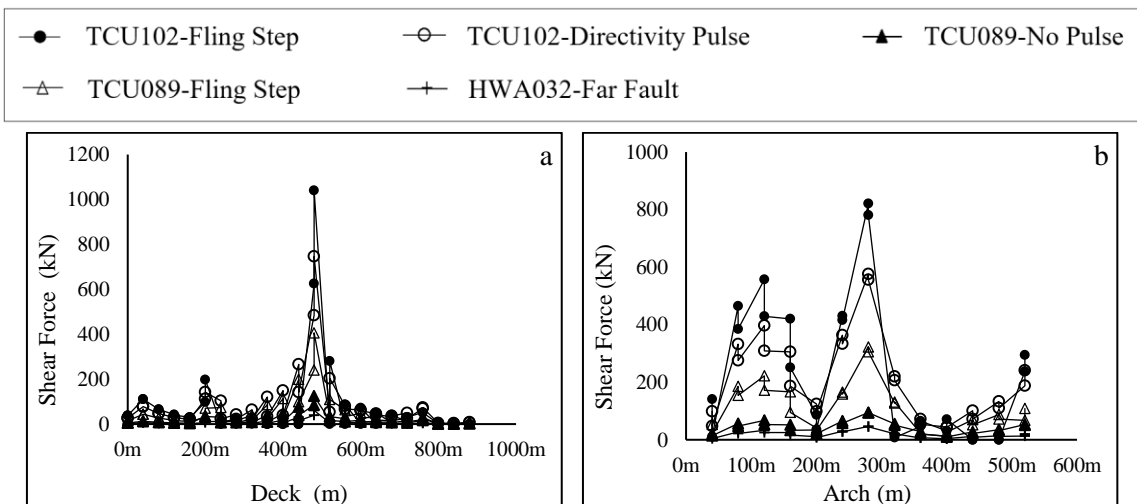 TCU102-Fling Step TCU102-Directivity Pulse TCU089-No Pulse
TCU089-Fling Step HWA032-Far Fault
a
1200
1000
800
600
400
200
0
Shear Force (kN)
0m 200m 400m 600m 800m 1000m
Deck (m)
b
1000
800
600
400
200
0
Shear Force (kN)
0m 100m 200m 300m 400m 500m 600m
Arch (m)